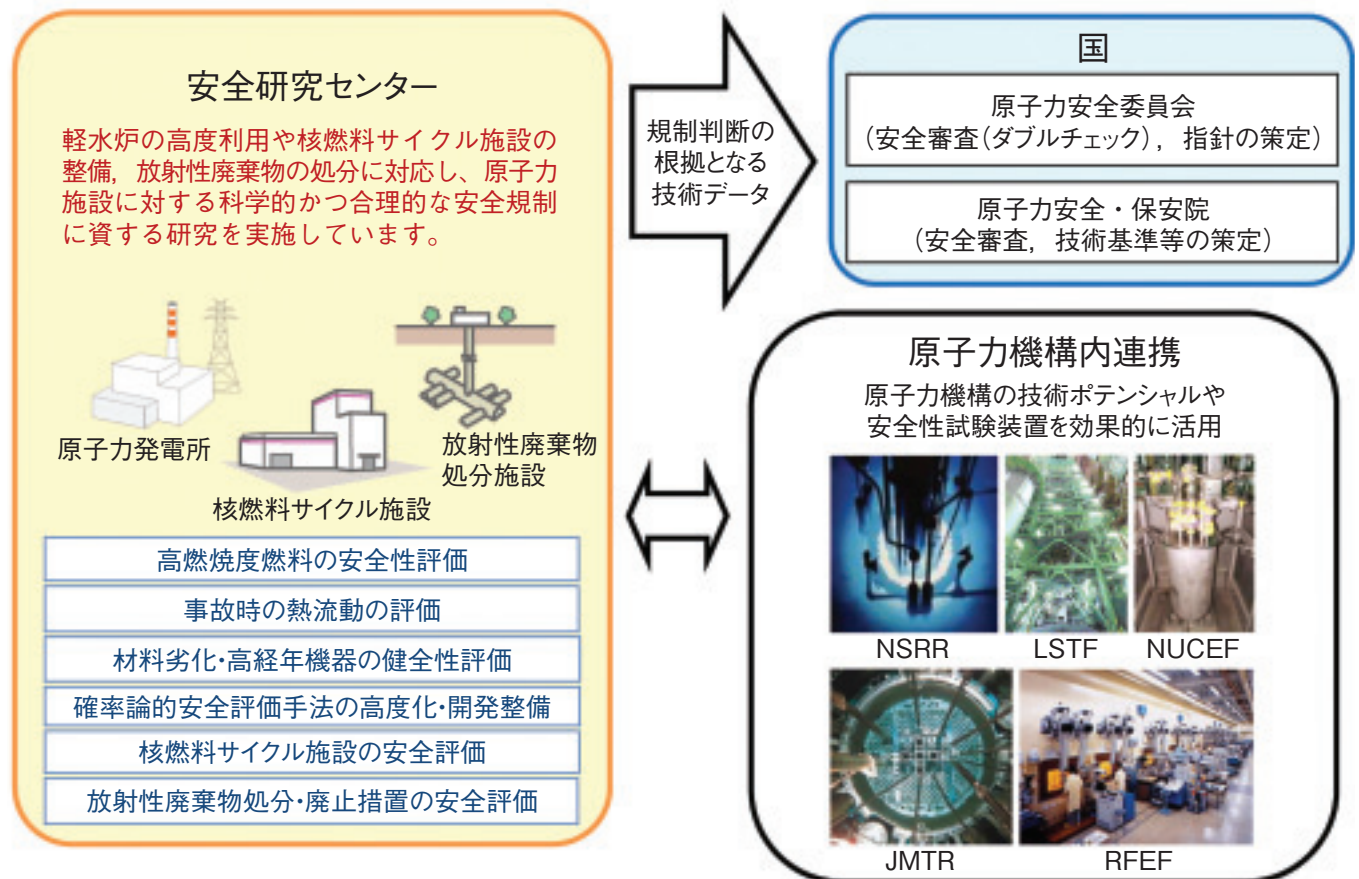 安全研究センター
軽水炉の高度利用や核燃料サイクル施設の
整備，放射性廃棄物の処分に対応し、原子力
施設に対する科学的かつ合理的な安全規制
に資する研究を実施しています。
原子力発電所
核燃料サイクル施設
放射性廃棄物
処分施設
高燃焼度燃料の安全性評価
事故時の熱流動の評価
材料劣化・高経年機器の健全性評価
確率論的安全評価手法の高度化・開発整備
核燃料サイクル施設の安全評価
放射性廃棄物処分・廃止措置の安全評価
規制判断の
根拠となる
技術データ
国
原子力安全委員会
（安全審査（ダブルチェック），指針の策定）
原子力安全・保安院
（安全審査，技術基準等の策定）
原子力機構内連携
原子力機構の技術ポテンシャルや
安全性試験装置を効果的に活用
NSRR
LSTF
NUCEF
JMTR
RFEF